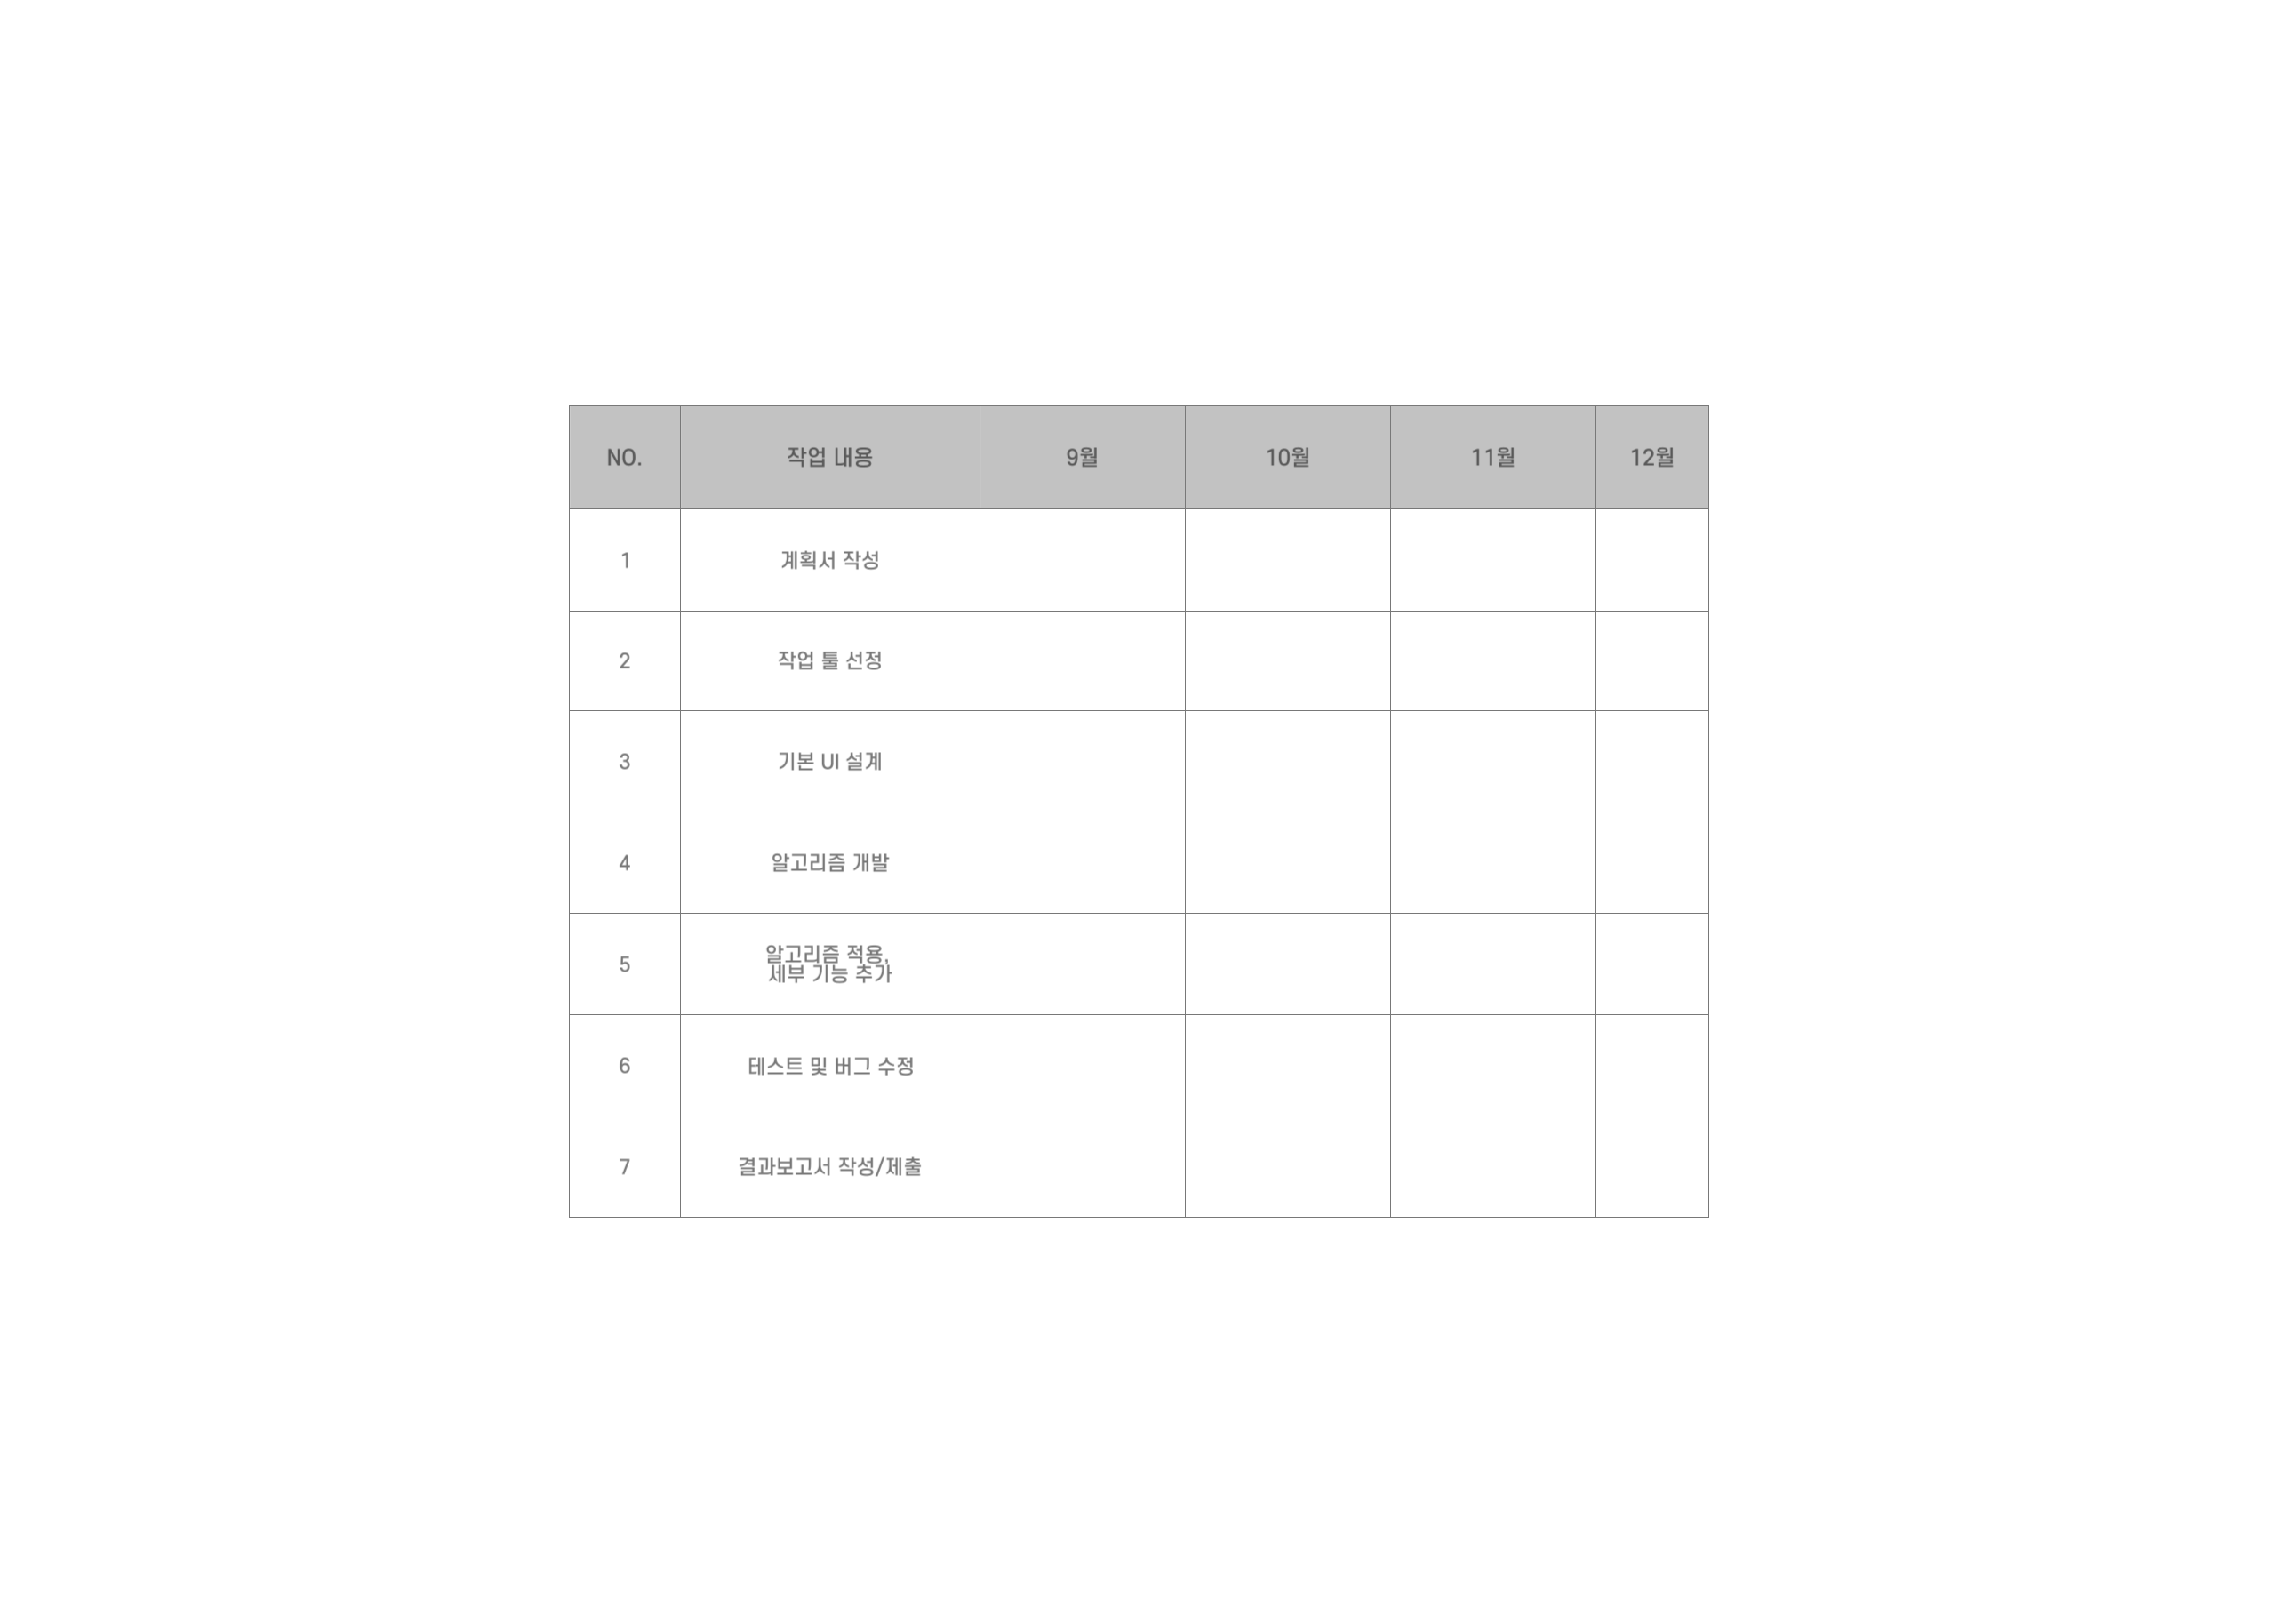 NO. 작업 내용 9월 10월 11월 12월
1 계획서 작성
2 작업 툴 선정
3 기본 UI 설계
4 알고리즘 개발
5 알고리즘 적용,
세부 기능 추가
6 테스트 및 버그 수정
7 결과보고서 작성/제출